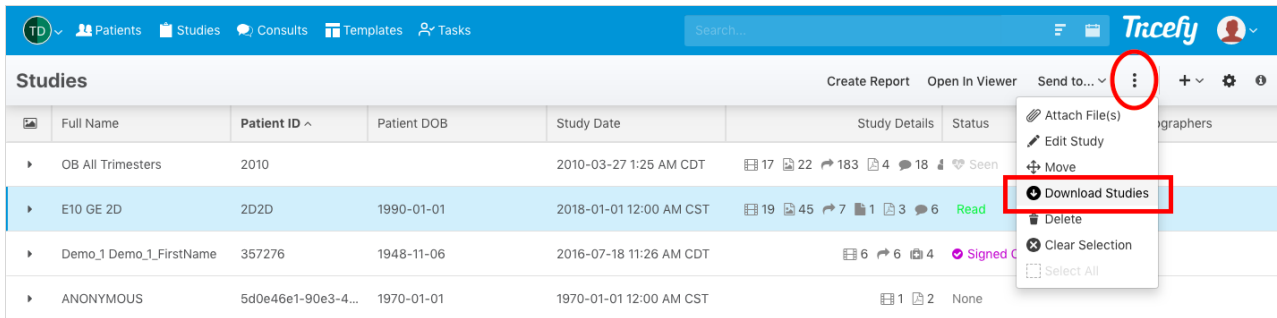 TD Patients Studies Consults Templates Tasks Search... Tricefy
Studies Create Report Open In Viewer Send to...
Full Name Patient ID Patient DOB Study Date Study Details Status ographers
Attach File(s)
Edit Study
OB All Trimesters 2010 2010-03-27 1:25 AM CDT 17 22 183 4 18 Seen
Move
Download Studies
E10 GE 2D 2D2D 1990-01-01 2018-01-01 12:00 AM CST 19 45 7 1 3 6 Read
Delete
Clear Selection
Demo_1 Demo_1_FirstName 357276 1948-11-06 2016-07-18 11:26 AM CDT 6 6 4 Signed
Select All
ANONYMOUS 5d0e46e1-90e3-4... 1970-01-01 1970-01-01 12:00 AM CST 1 2 None